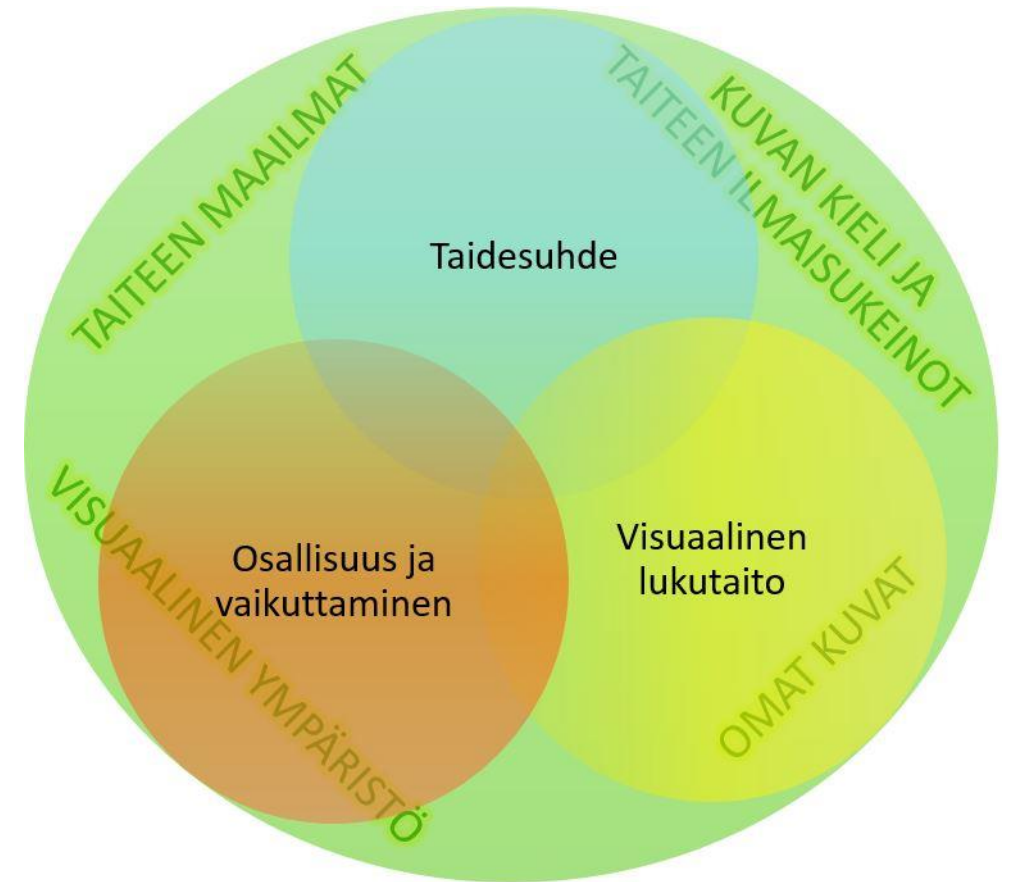 TAITEEN MAAILMAT
KUVAN KIELI JA
TAITEEN ILMAISUKEINOT
Taidesuhde
Osallisuus ja
vaikuttaminen
Visuaalinen
lukutaito
VISUAALINEN YMPÄRISTÖ
OMAT KUVAT